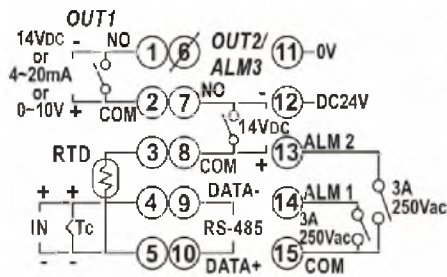 OUT1
14VDC - NO 1 6 OUT2/ 11 0V
or ALM3
4~20mA
or NO - 12 DC24V
0~10V + COM 2 7 14VDC
RTD 3 8 COM + 13 ALM 2
+ + 4 9 DATA- 14 ALM 1 3A
IN Tc RS-485 3A 250Vac
250Vac
- - 5 10 DATA+ 15 COM